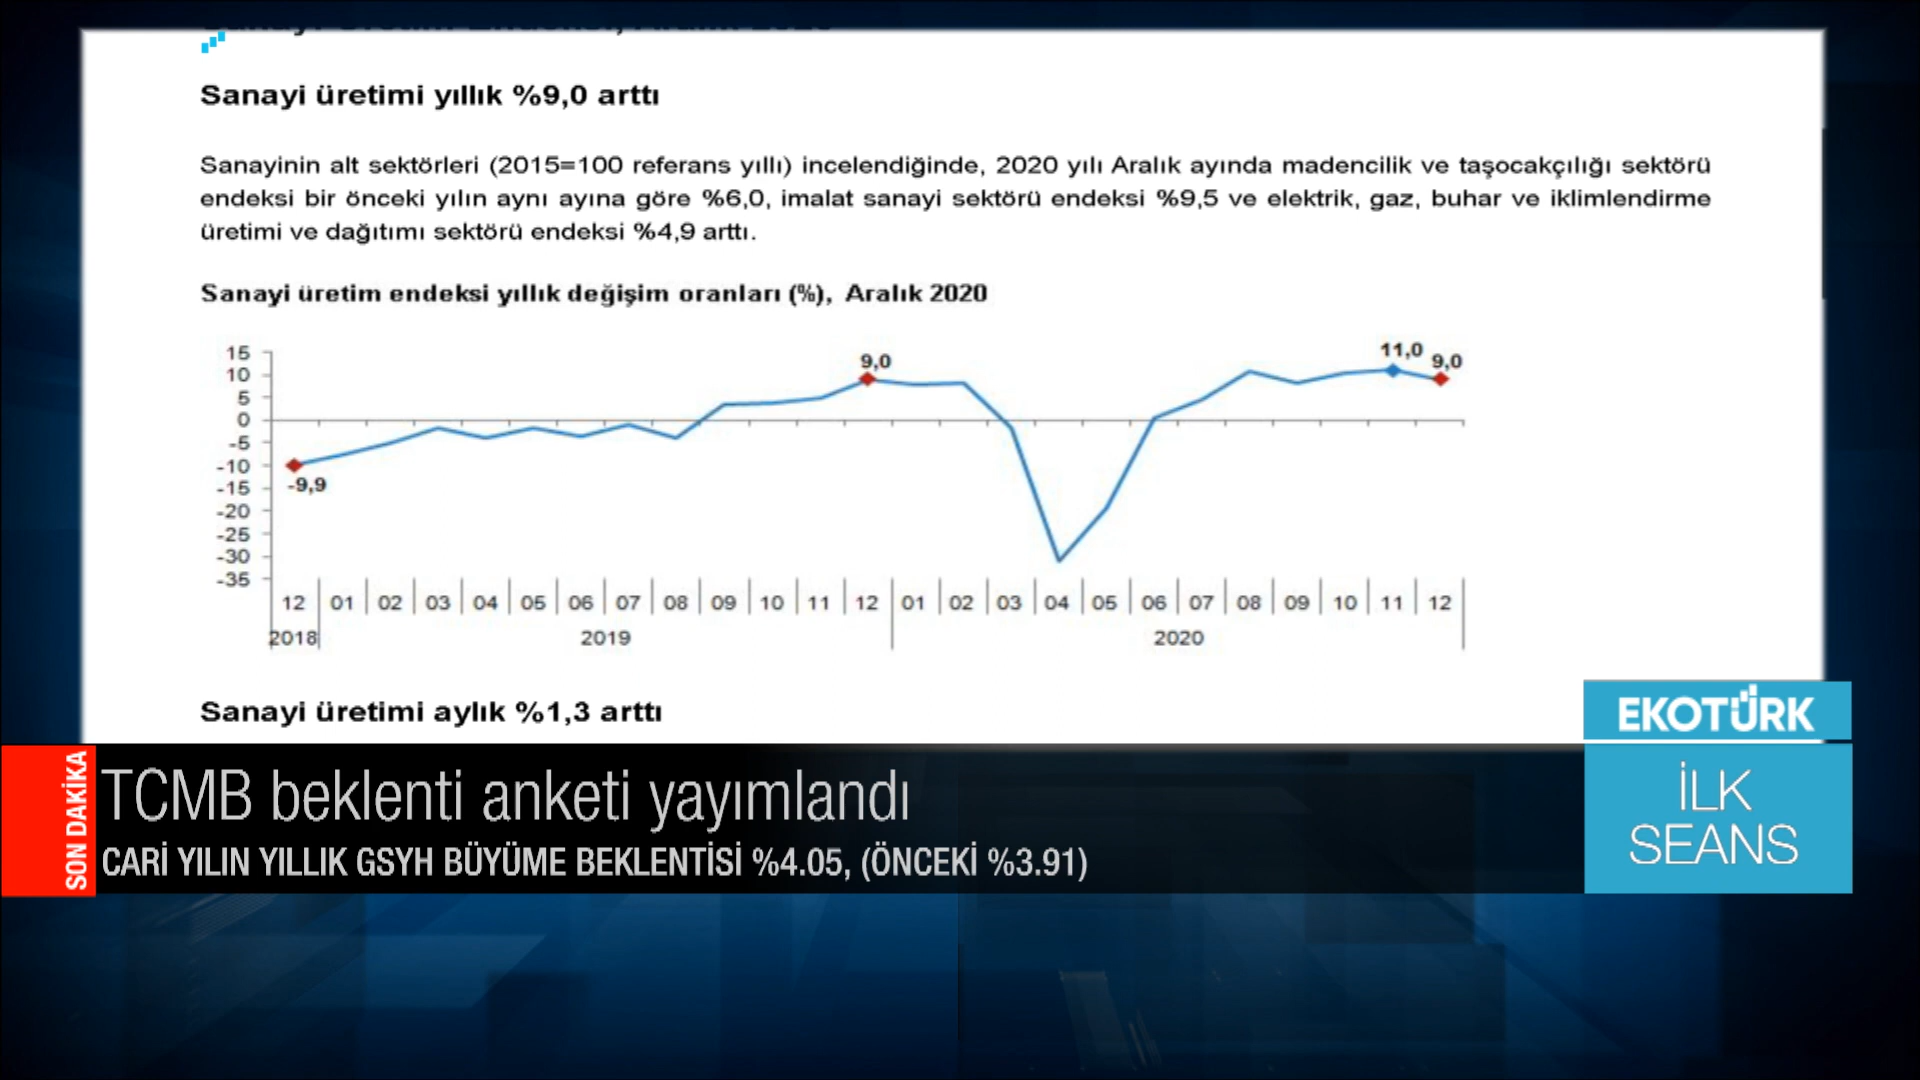 Sanayi üretimi yıllık %9,0 arttı
Sanayinin alt sektörleri (2015=100 referans yıllı) incelendiğinde, 2020 yılı Aralık ayında madencilik ve taşocakçılığı sektörü
endeksi bir önceki yılın aynı ayına göre %6,0, imalat sanayi sektörü endeksi %9,5 ve elektrik, gaz, buhar ve iklimlendirme
üretimi ve dağıtımı sektörü endeksi %4,9 arttı.
Sanayi üretim endeksi yıllık değişim oranları (%), Aralık 2020
15
10
5
0
-5
-10
-15
-20
-25
-30
-35
-9,9
9,0
11,0
9,0
12 01 02 03 04 05 06 07 08 09 10 11 12 01 02 03 04 05 06 07 08 09 10 11 12
2018 2019 2020
Sanayi üretimi aylık %1,3 arttı
EKOTÜRK
İLK
SEANS
SON DAKİKA
TCMB beklenti anketi yayımlandı
CARİ YILIN YILLIK GSYH BÜYÜME BEKLENTİSİ %4.05, (ÖNCEKİ %3.91)